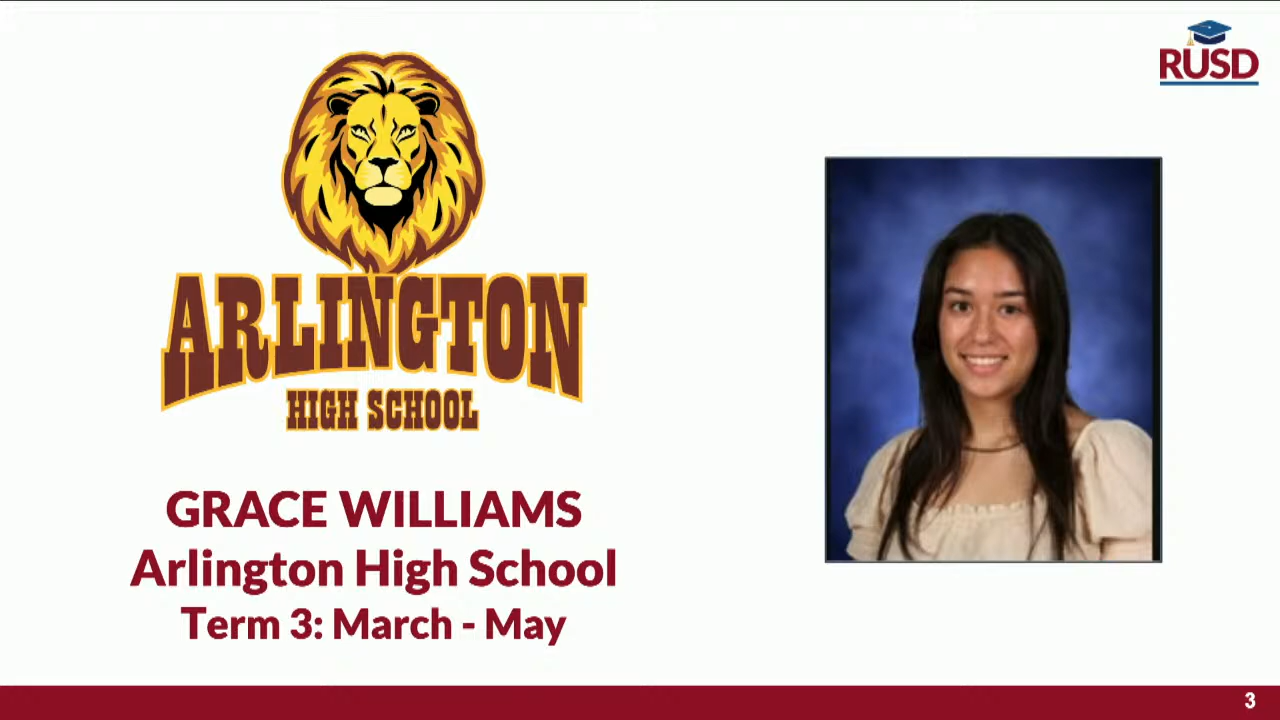 RUSD
ARLINGTON
HIGH SCHOOL
GRACE WILLIAMS
Arlington High School
Term 3: March - May
3